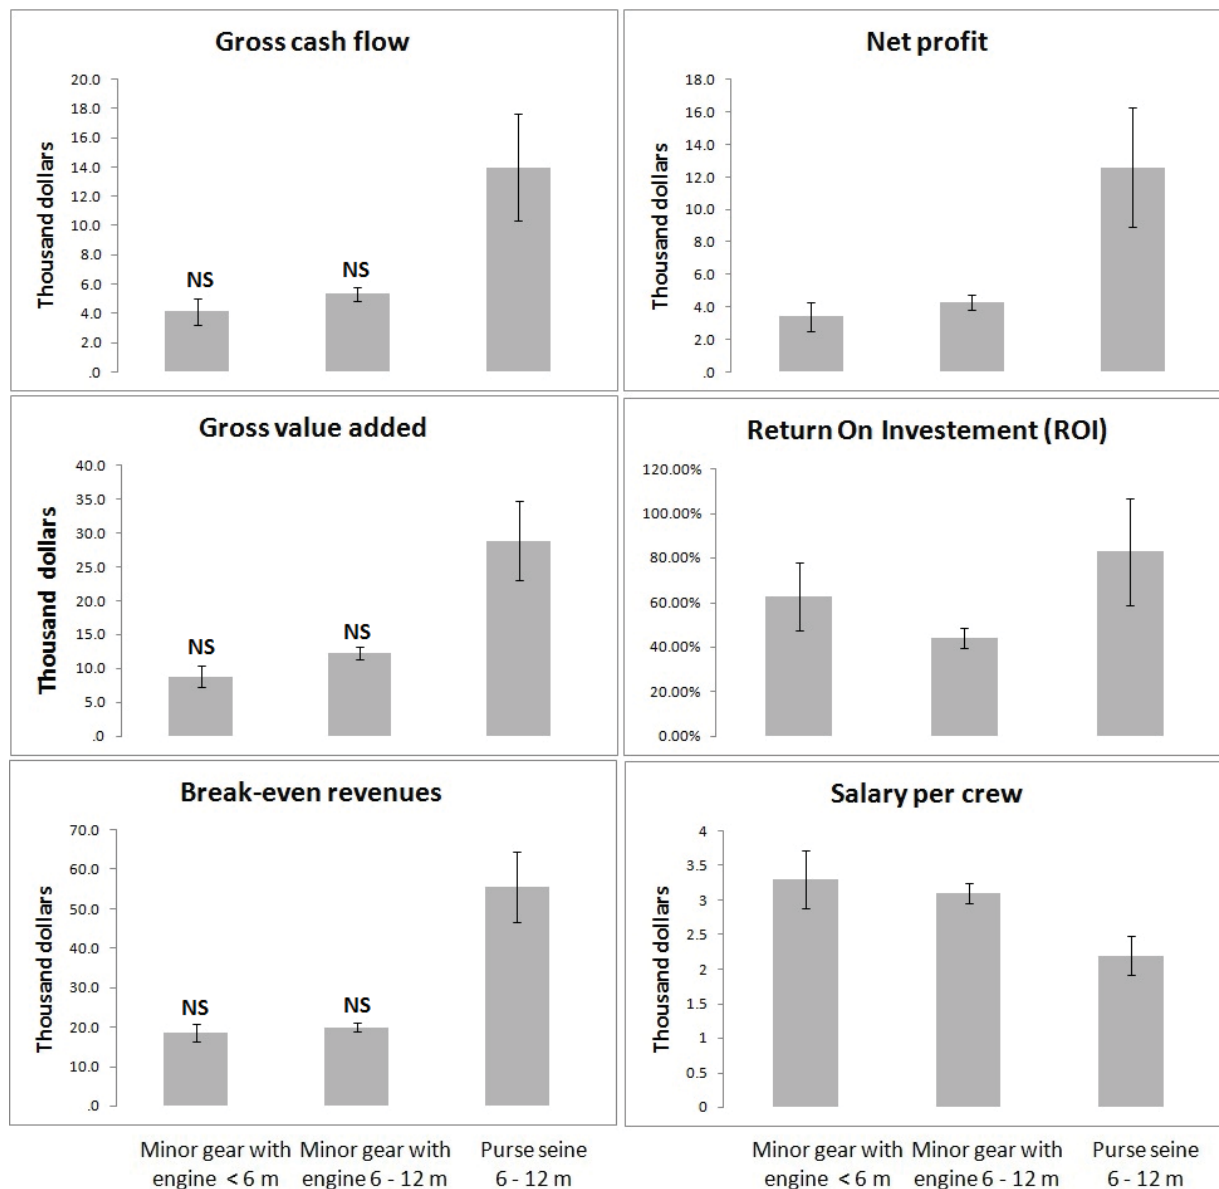 Gross cash flow
Thousand dollars
20.0
18.0
16.0
14.0
12.0
10.0
8.0
6.0
4.0
2.0
.0
NS
NS
Net profit
Thousand dollars
18.0
16.0
14.0
12.0
10.0
8.0
6.0
4.0
2.0
.0
Gross value added
Thousand dollars
40.0
35.0
30.0
25.0
20.0
15.0
10.0
5.0
.0
NS
NS
Return On Investement (ROI)
120.00%
100.00%
80.00%
60.00%
40.00%
20.00%
0.00%
Break-even revenues
Thousand dollars
70.0
60.0
50.0
40.0
30.0
20.0
10.0
.0
NS
NS
Salary per crew
Thousand dollars
4
3.5
3
2.5
2
1.5
1
0.5
0
Minor gear with
engine < 6 m
Minor gear with
engine 6 - 12 m
Purse seine
6 - 12 m
Minor gear with
engine < 6 m
Minor gear with
engine 6 - 12 m
Purse seine
6 - 12 m